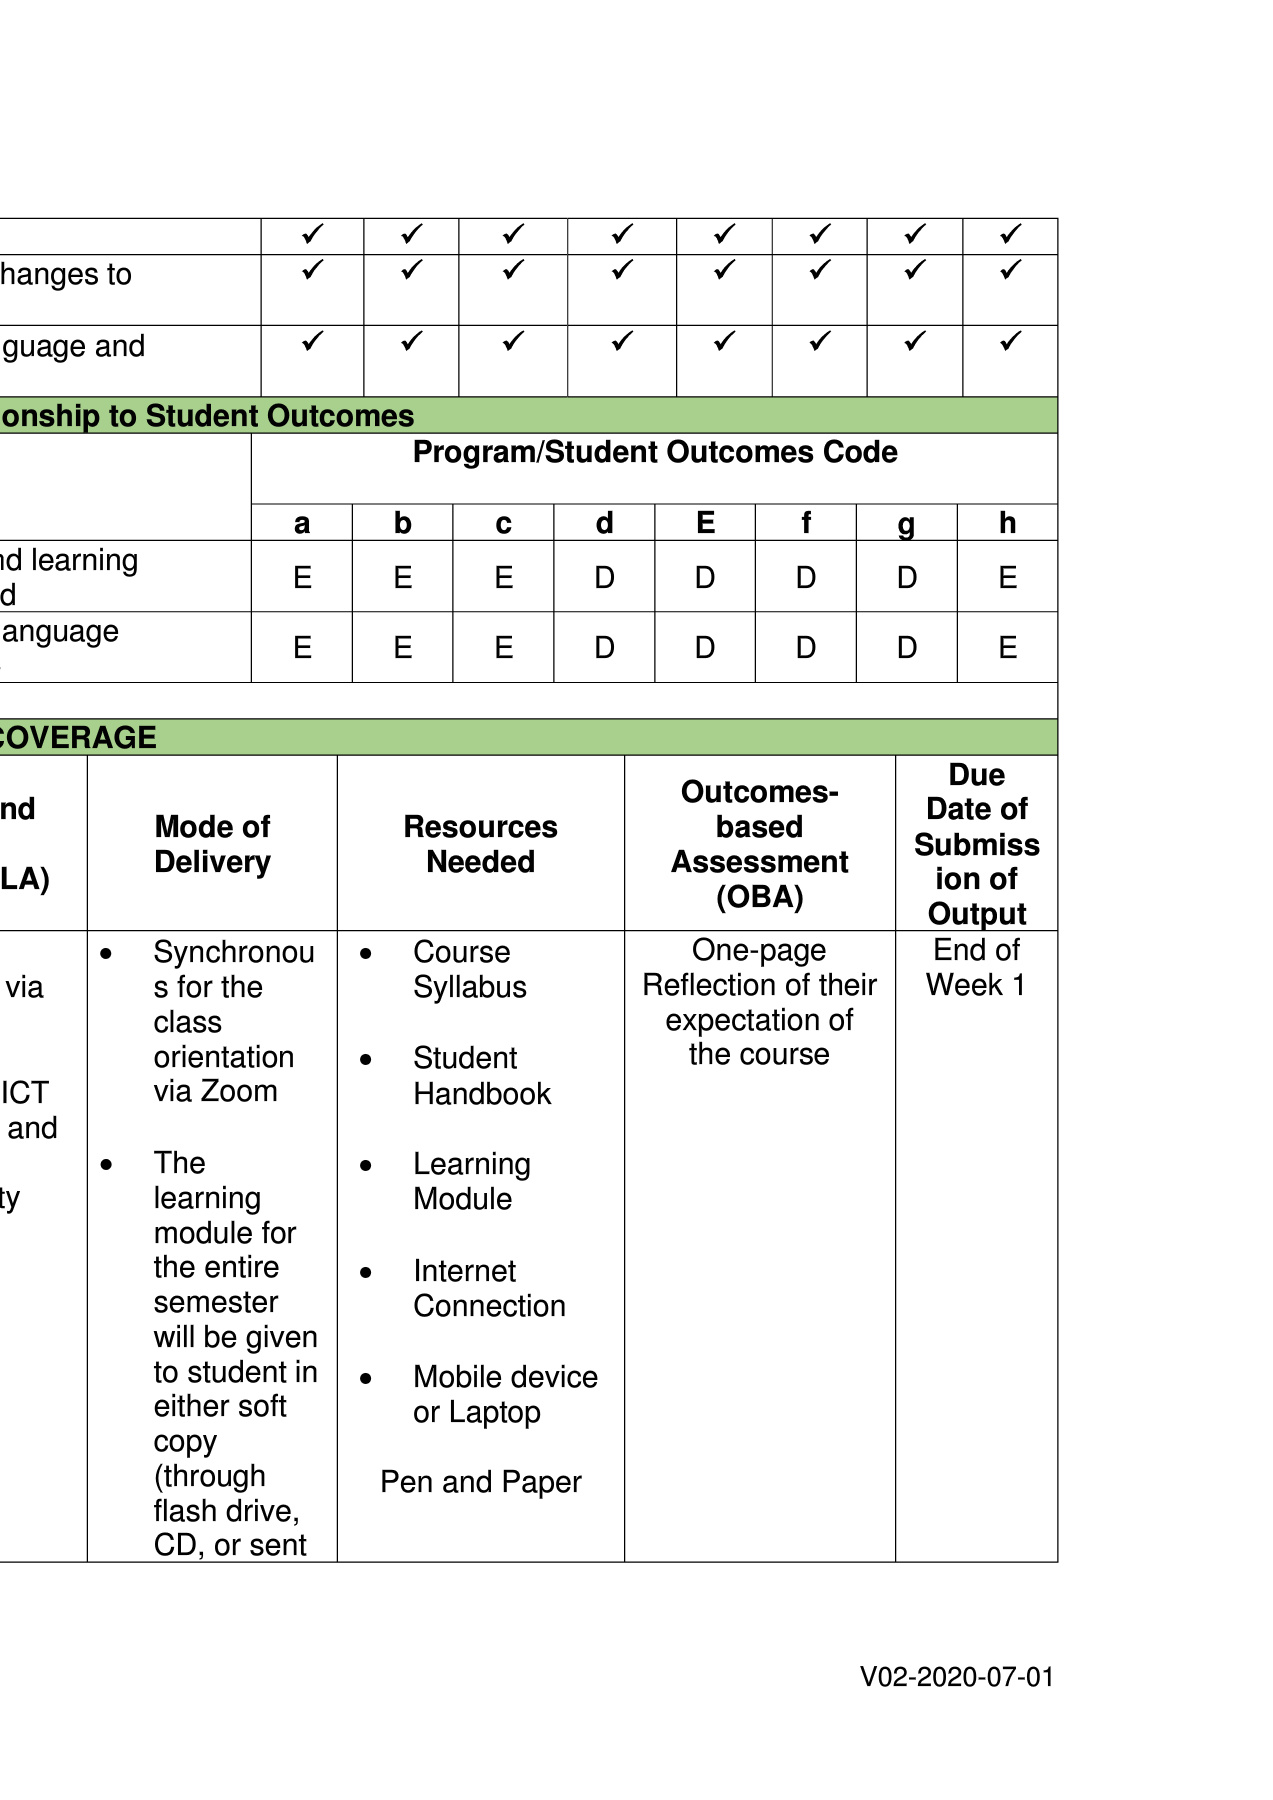 ✓ ✓ ✓ ✓ ✓ ✓ ✓ ✓
hanges to ✓ ✓ ✓ ✓ ✓ ✓ ✓ ✓
guage and ✓ ✓ ✓ ✓ ✓ ✓ ✓ ✓
onship to Student Outcomes
Program/Student Outcomes Code
a b c d E f g h
nd learning
d
E E E D D D D E
anguage
E E E D D D D E
COVERAGE
nd
LA)
Mode of
Delivery
Resources
Needed
Outcomes-
based
Assessment
(OBA)
Due
Date of
Submiss
ion of
Output
via
ICT
and
ty
• Synchronou
s for the
class
orientation
via Zoom
• The
learning
module for
the entire
semester
will be given
to student in
either soft
copy
(through
flash drive,
CD, or sent
• Course
Syllabus
• Student
Handbook
• Learning
Module
• Internet
Connection
• Mobile device
or Laptop
Pen and Paper
One-page
Reflection of their
expectation of
the course
End of
Week 1
V02-2020-07-01